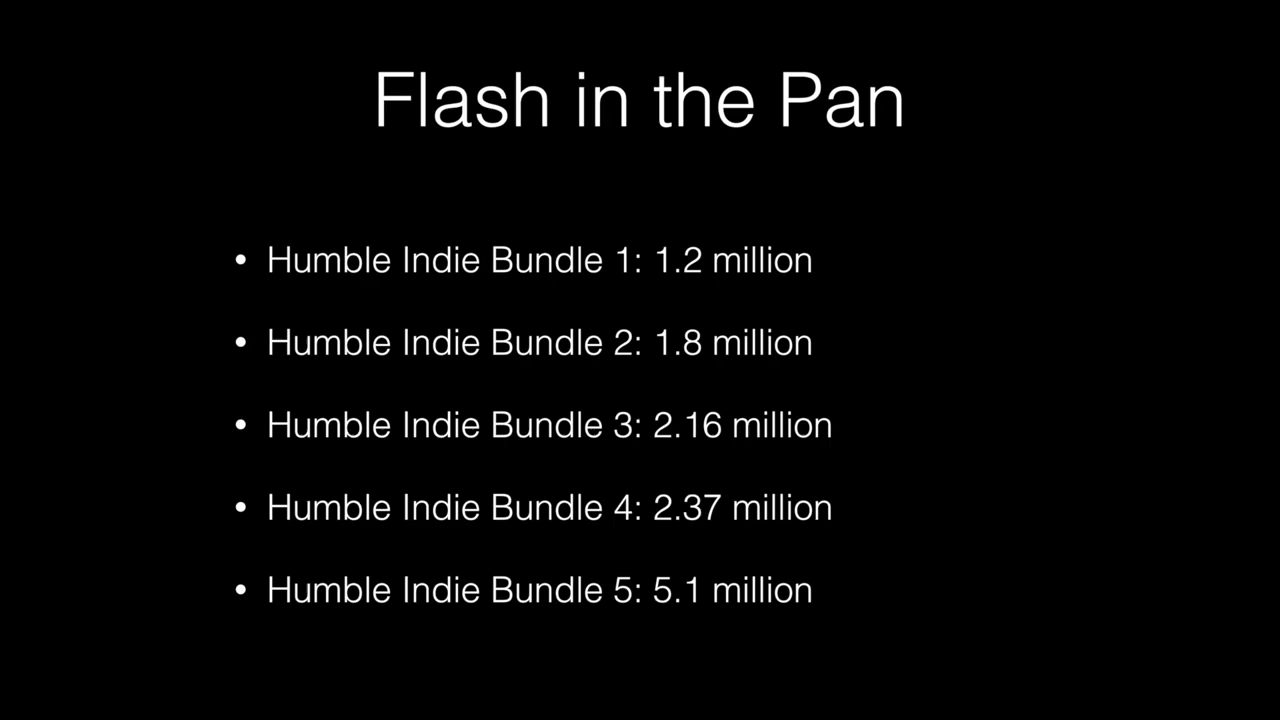 Flash in the Pan
• Humble Indie Bundle 1: 1.2 million
• Humble Indie Bundle 2: 1.8 million
• Humble Indie Bundle 3: 2.16 million
• Humble Indie Bundle 4: 2.37 million
• Humble Indie Bundle 5: 5.1 million